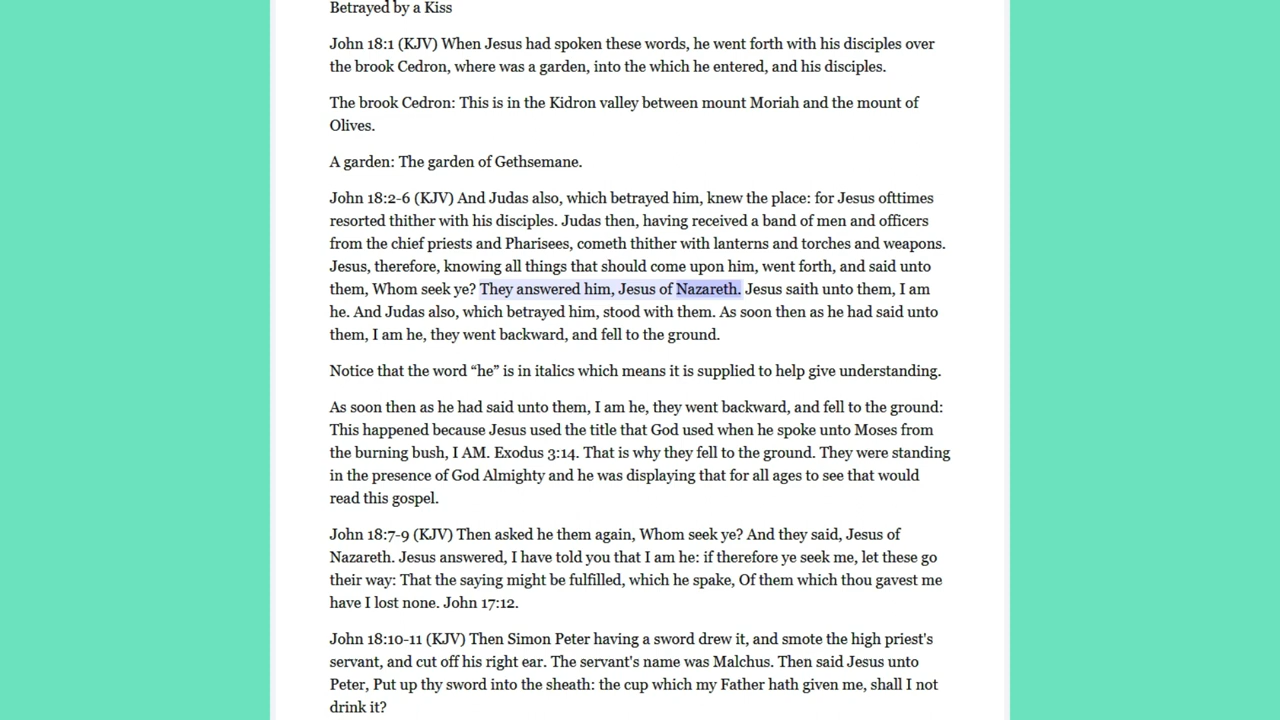 Betrayed by a Kiss
John 18:1 (KJV) When Jesus had spoken these words, he went forth with his disciples over
the brook Cedron, where was a garden, into the which he entered, and his disciples.
The brook Cedron: This is in the Kidron valley between mount Moriah and the mount of
Olives.
A garden: The garden of Gethsemane.
John 18:2-6 (KJV) And Judas also, which betrayed him, knew the place: for Jesus ofttimes
resorted thither with his disciples. Judas then, having received a band of men and officers
from the chief priests and Pharisees, cometh thither with lanterns and torches and weapons.
Jesus, therefore, knowing all things that should come upon him, went forth, and said unto
them, Whom seek ye? They answered him, Jesus of Nazareth. Jesus saith unto them, I am
he. And Judas also, which betrayed him, stood with them. As soon then as he had said unto
them, I am he, they went backward, and fell to the ground.
Notice that the word “he” is in italics which means it is supplied to help give understanding.
As soon then as he had said unto them, I am he, they went backward, and fell to the ground:
This happened because Jesus used the title that God used when he spoke unto Moses from
the burning bush, I AM. Exodus 3:14. That is why they fell to the ground. They were standing
in the presence of God Almighty and he was displaying that for all ages to see that would
read this gospel.
John 18:7-9 (KJV) Then asked he them again, Whom seek ye? And they said, Jesus of
Nazareth. Jesus answered, I have told you that I am he: if therefore ye seek me, let these go
their way: That the saying might be fulfilled, which he spake, Of them which thou gavest me
have I lost none. John 17:12.
John 18:10-11 (KJV) Then Simon Peter having a sword drew it, and smote the high priest's
servant, and cut off his right ear. The servant's name was Malchus. Then said Jesus unto
Peter, Put up thy sword into the sheath: the cup which my Father hath given me, shall I not
drink it?